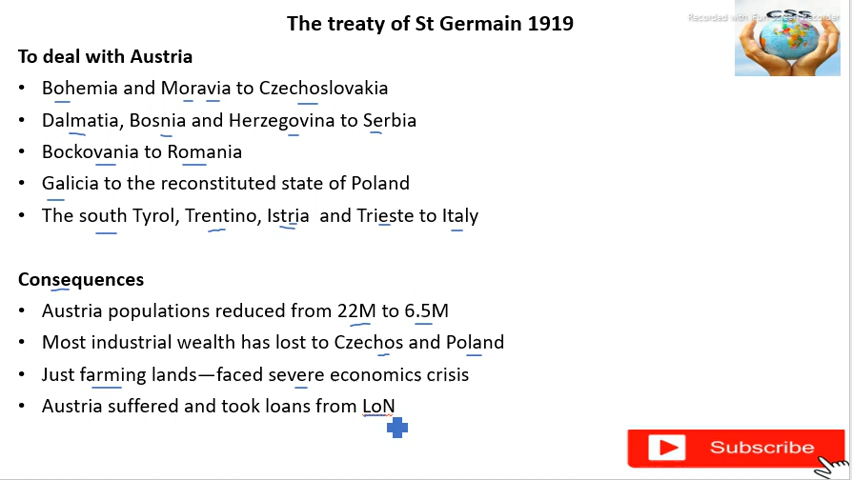 The treaty of St Germain 1919
CSS
To deal with Austria
• Bohemia and Moravia to Czechoslovakia
• Dalmatia, Bosnia and Herzegovina to Serbia
• Bockovania to Romania
• Galicia to the reconstituted state of Poland
• The south Tyrol, Trentino, Istria and Trieste to Italy
Consequences
• Austria populations reduced from 22M to 6.5M
• Most industrial wealth has lost to Czechos and Poland
• Just farming lands—faced severe economics crisis
• Austria suffered and took loans from LoN
Subscribe